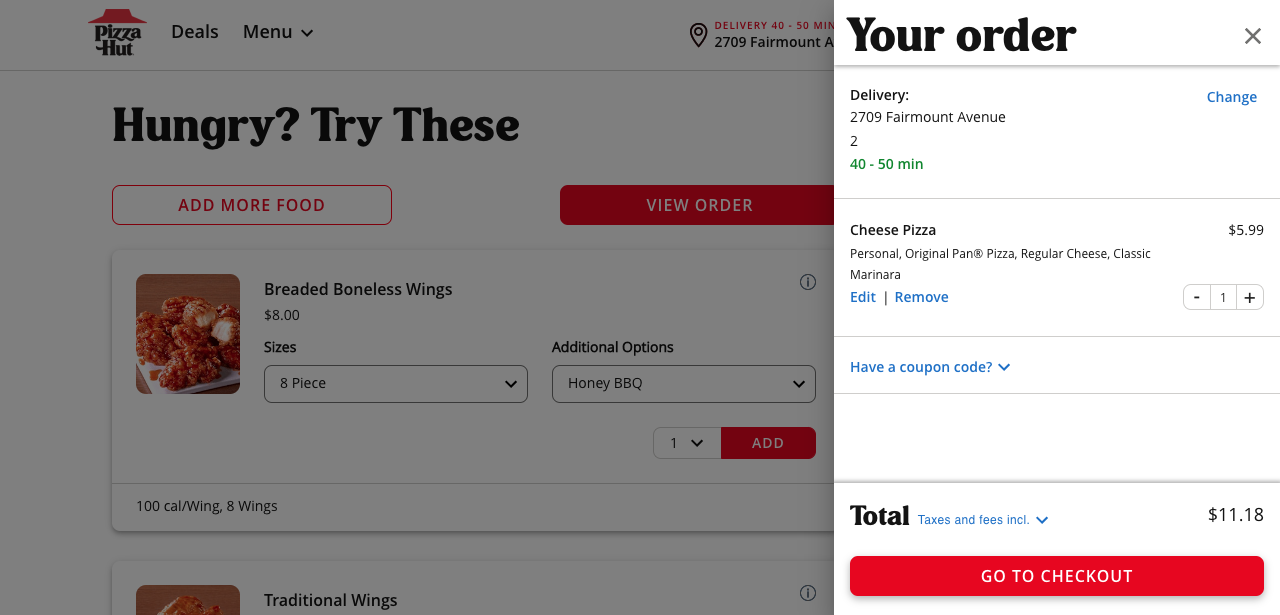 Pizza
Hut
Deals
Menu
DELIVERY 40 - 50 MIN
2709 Fairmount A
Hungry? Try These
ADD MORE FOOD
VIEW ORDER
Breaded Boneless Wings
$8.00
Sizes
Additional Options
8 Piece
Honey BBQ
1
ADD
100 cal/Wing, 8 Wings
Traditional Wings
Your order
Delivery:
Change
2709 Fairmount Avenue
2
40 - 50 min
Cheese Pizza
$5.99
Personal, Original Pan® Pizza, Regular Cheese, Classic
Marinara
Edit | Remove
- 1 +
Have a coupon code?
Total Taxes and fees incl.
$11.18
GO TO CHECKOUT